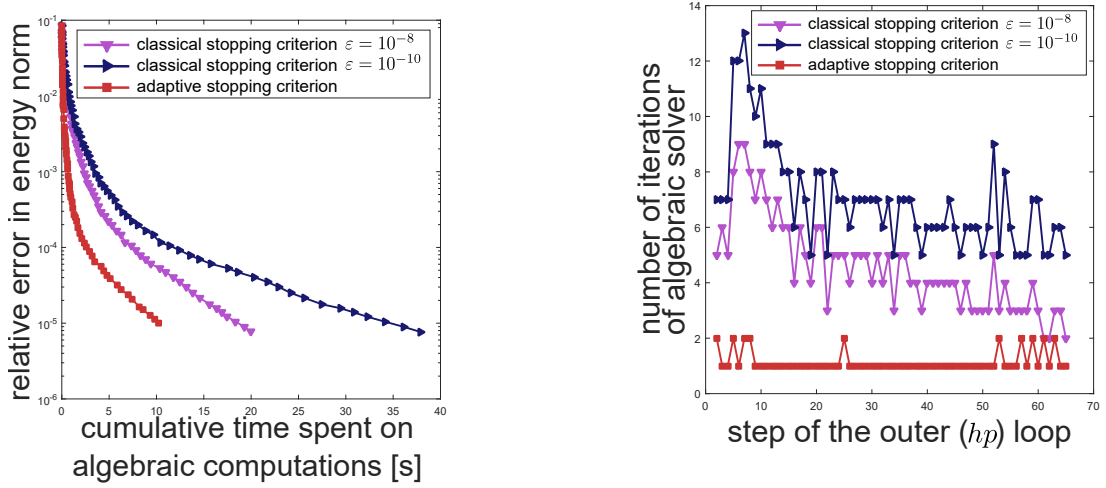 relative error in energy norm
10^{-1}
10^{-2}
10^{-3}
10^{-4}
10^{-5}
10^{-6}
classical stopping criterion ε = 10^{-8}
classical stopping criterion ε = 10^{-10}
adaptive stopping criterion
0 5 10 15 20 25 30 35 40
cumulative time spent on
algebraic computations [s]
number of iterations
of algebraic solver
14
12
10
8
6
4
2
0
classical stopping criterion ε = 10^{-8}
classical stopping criterion ε = 10^{-10}
adaptive stopping criterion
0 10 20 30 40 50 60 70
step of the outer (hp) loop